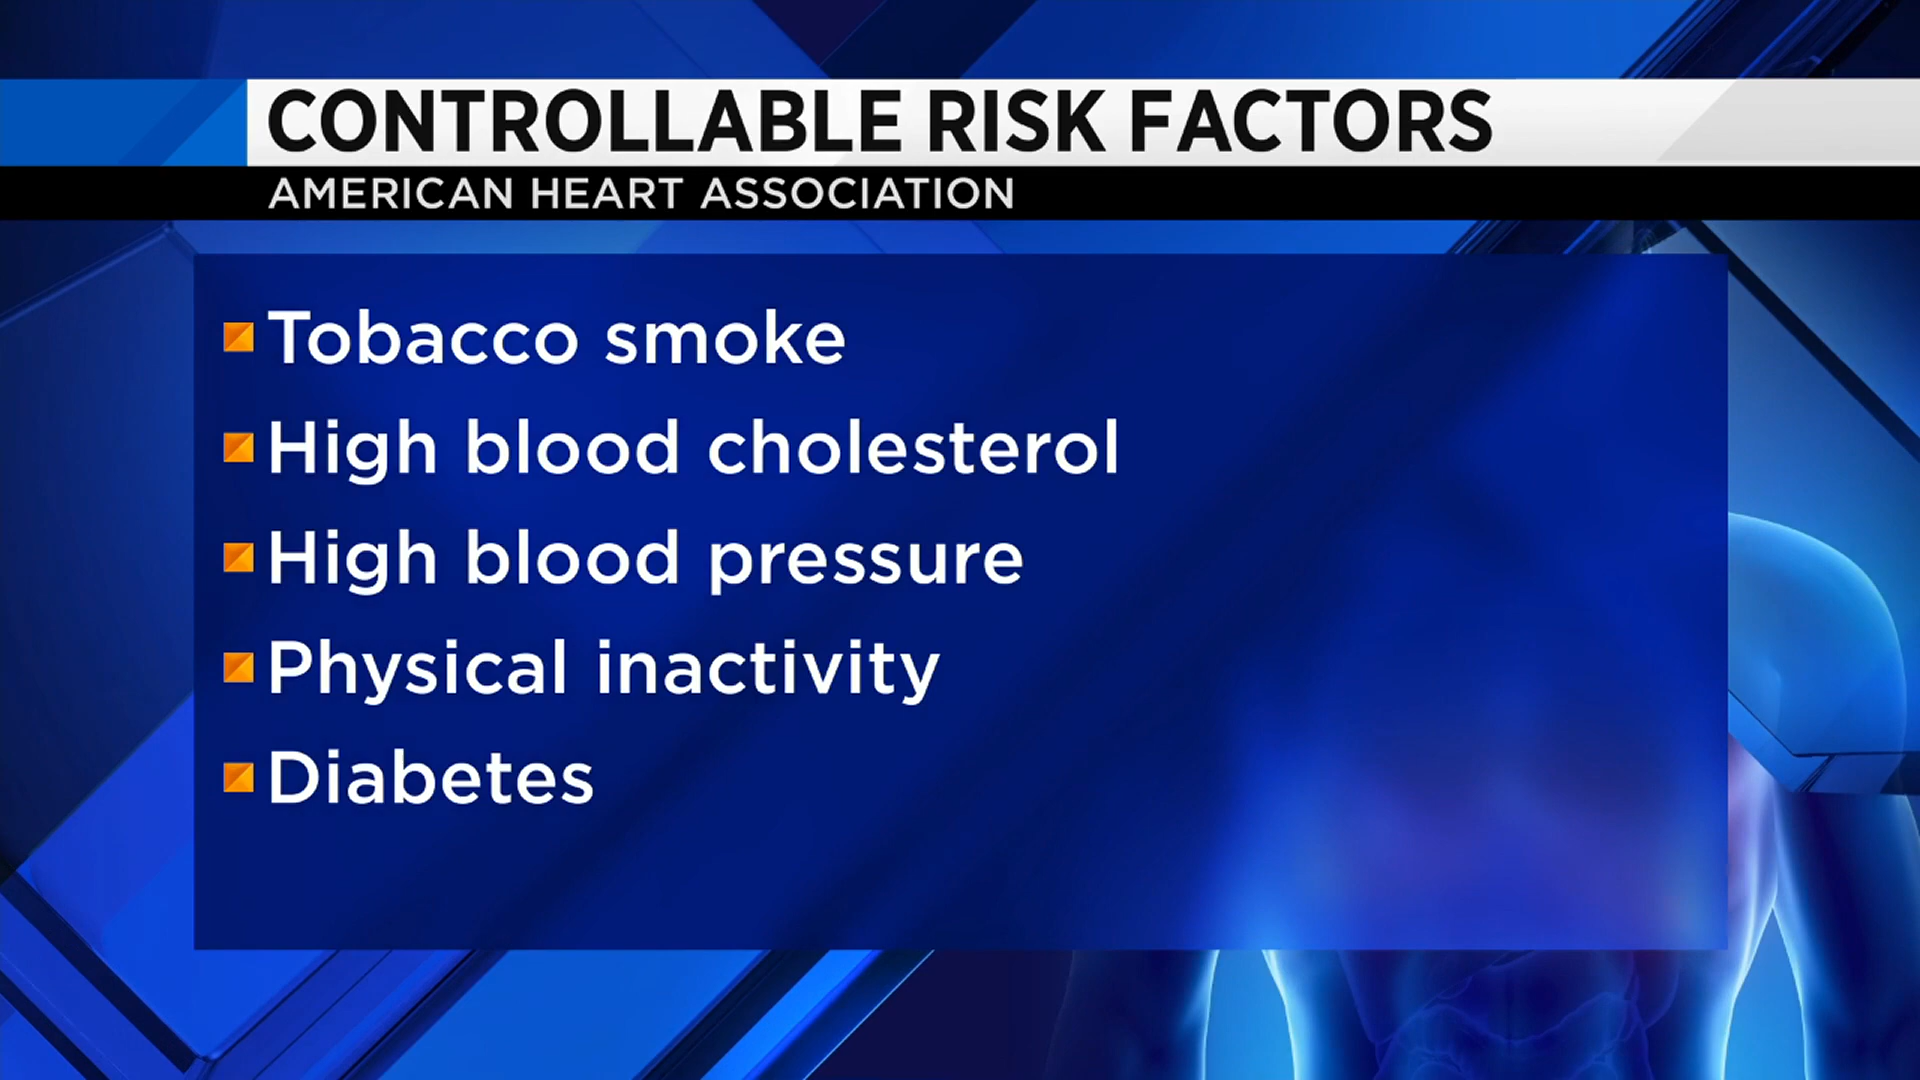 CONTROLLABLE RISK FACTORS
AMERICAN HEART ASSOCIATION
Tobacco smoke
High blood cholesterol
High blood pressure
Physical inactivity
Diabetes